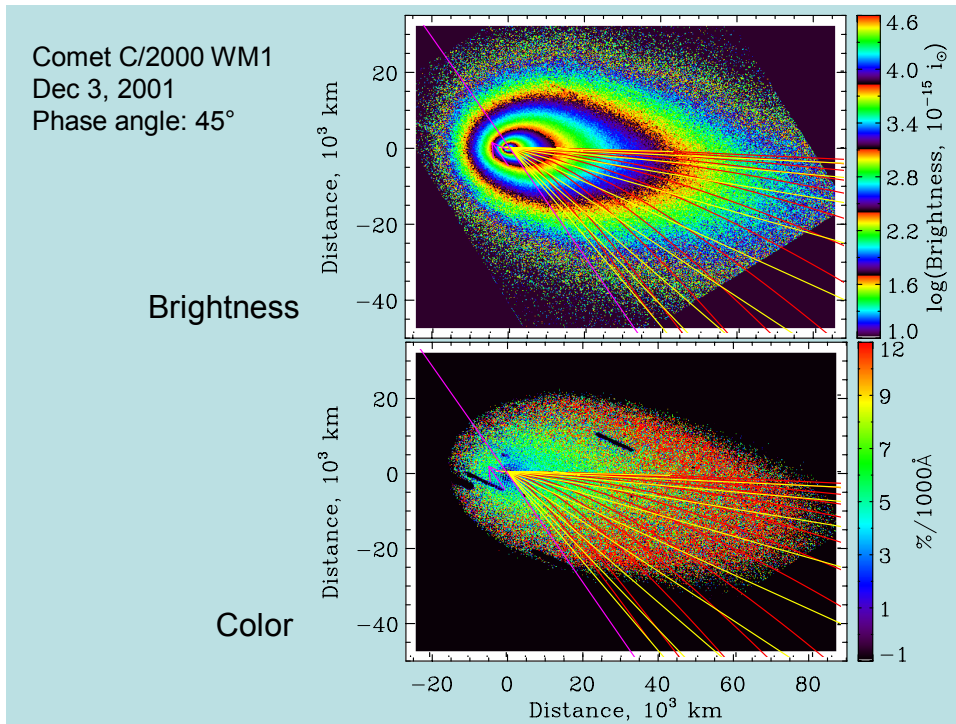 Comet C/2000 WM1
Dec 3, 2001
Phase angle: 45°
Brightness
Distance, 10³ km
20
0
−20
−40
4.6
4.0
3.4
2.8
2.2
1.6
1.0
log(Brightness, 10⁻¹⁵ i☉)
Color
Distance, 10³ km
20
0
−20
−40
12
9
7
5
3
1
−1
%/1000Å
−20 0 20 40 60 80
Distance, 10³ km